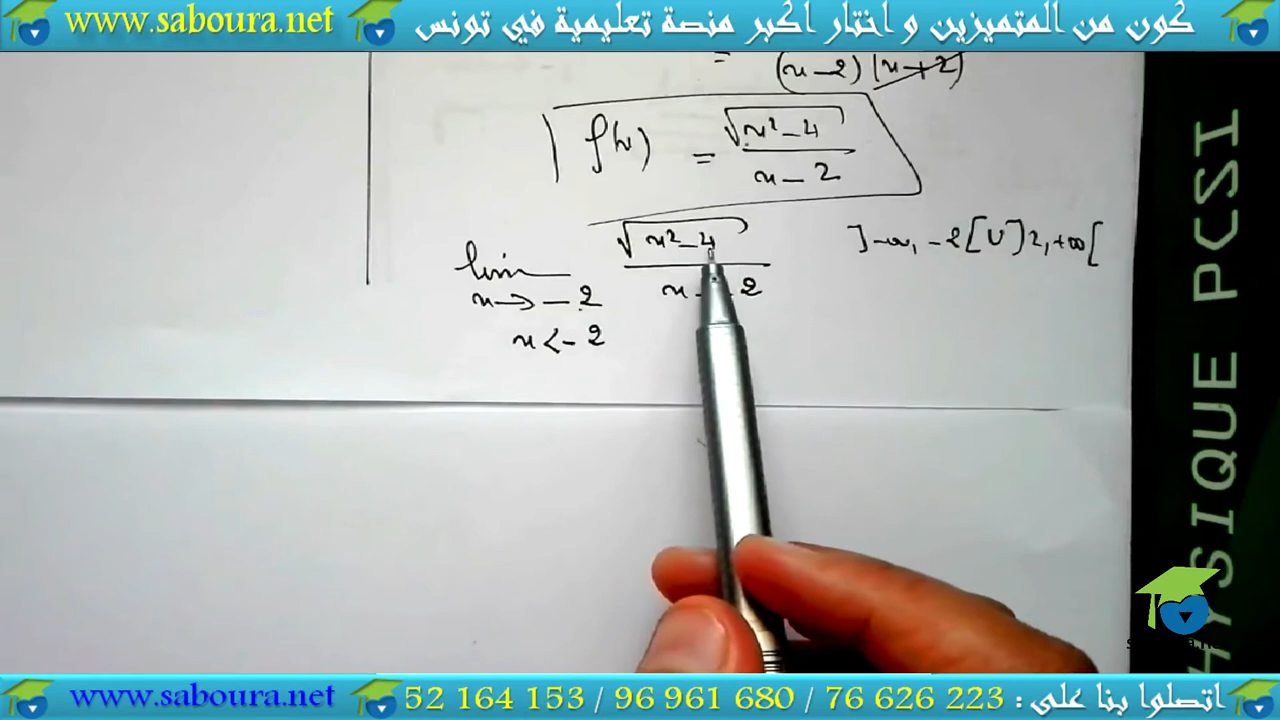 www.saboura.net كون من المتميزين و اختار اكبر منصة تعليمية في تونس
= (x-2)(x+2)
f(x) = √(x²-4) / (x-2)
lim √(x²-4) / (x-2) ]-∞, -2[ U ]2, +∞[
x → -2
x < -2
PHYSIQUE PCSI
www.saboura.net 52 164 153 / 96 961 680 / 76 626 223 اتصلوا بنا على :